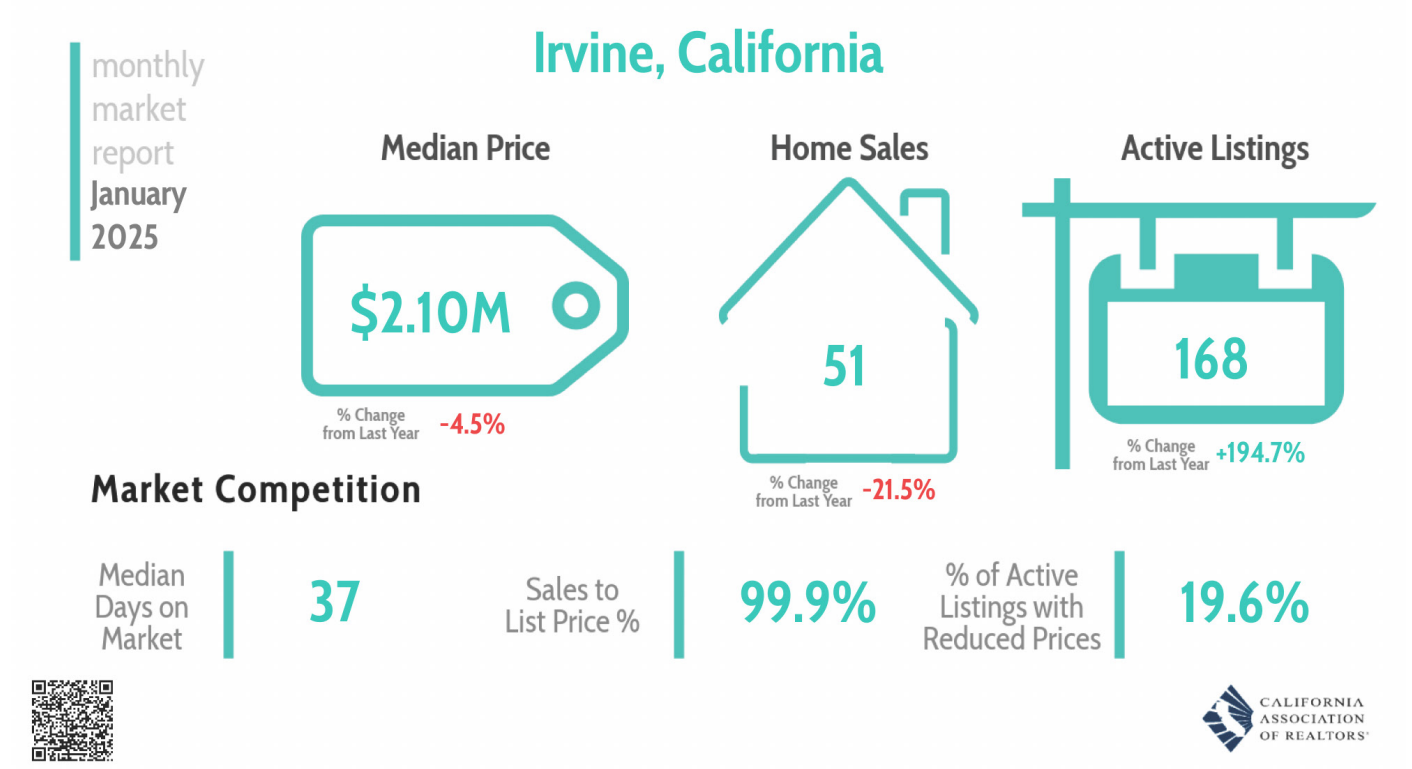 monthly
market
report
January
2025
Irvine, California
Median Price
$2.10M
% Change
from Last Year
-4.5%
Home Sales
51
% Change
from Last Year
-21.5%
Active Listings
168
% Change
from Last Year
+194.7%
Market Competition
Median
Days on
Market
37
Sales to
List Price %
99.9%
% of Active
Listings with
Reduced Prices
19.6%
CALIFORNIA
ASSOCIATION
OF REALTORS®